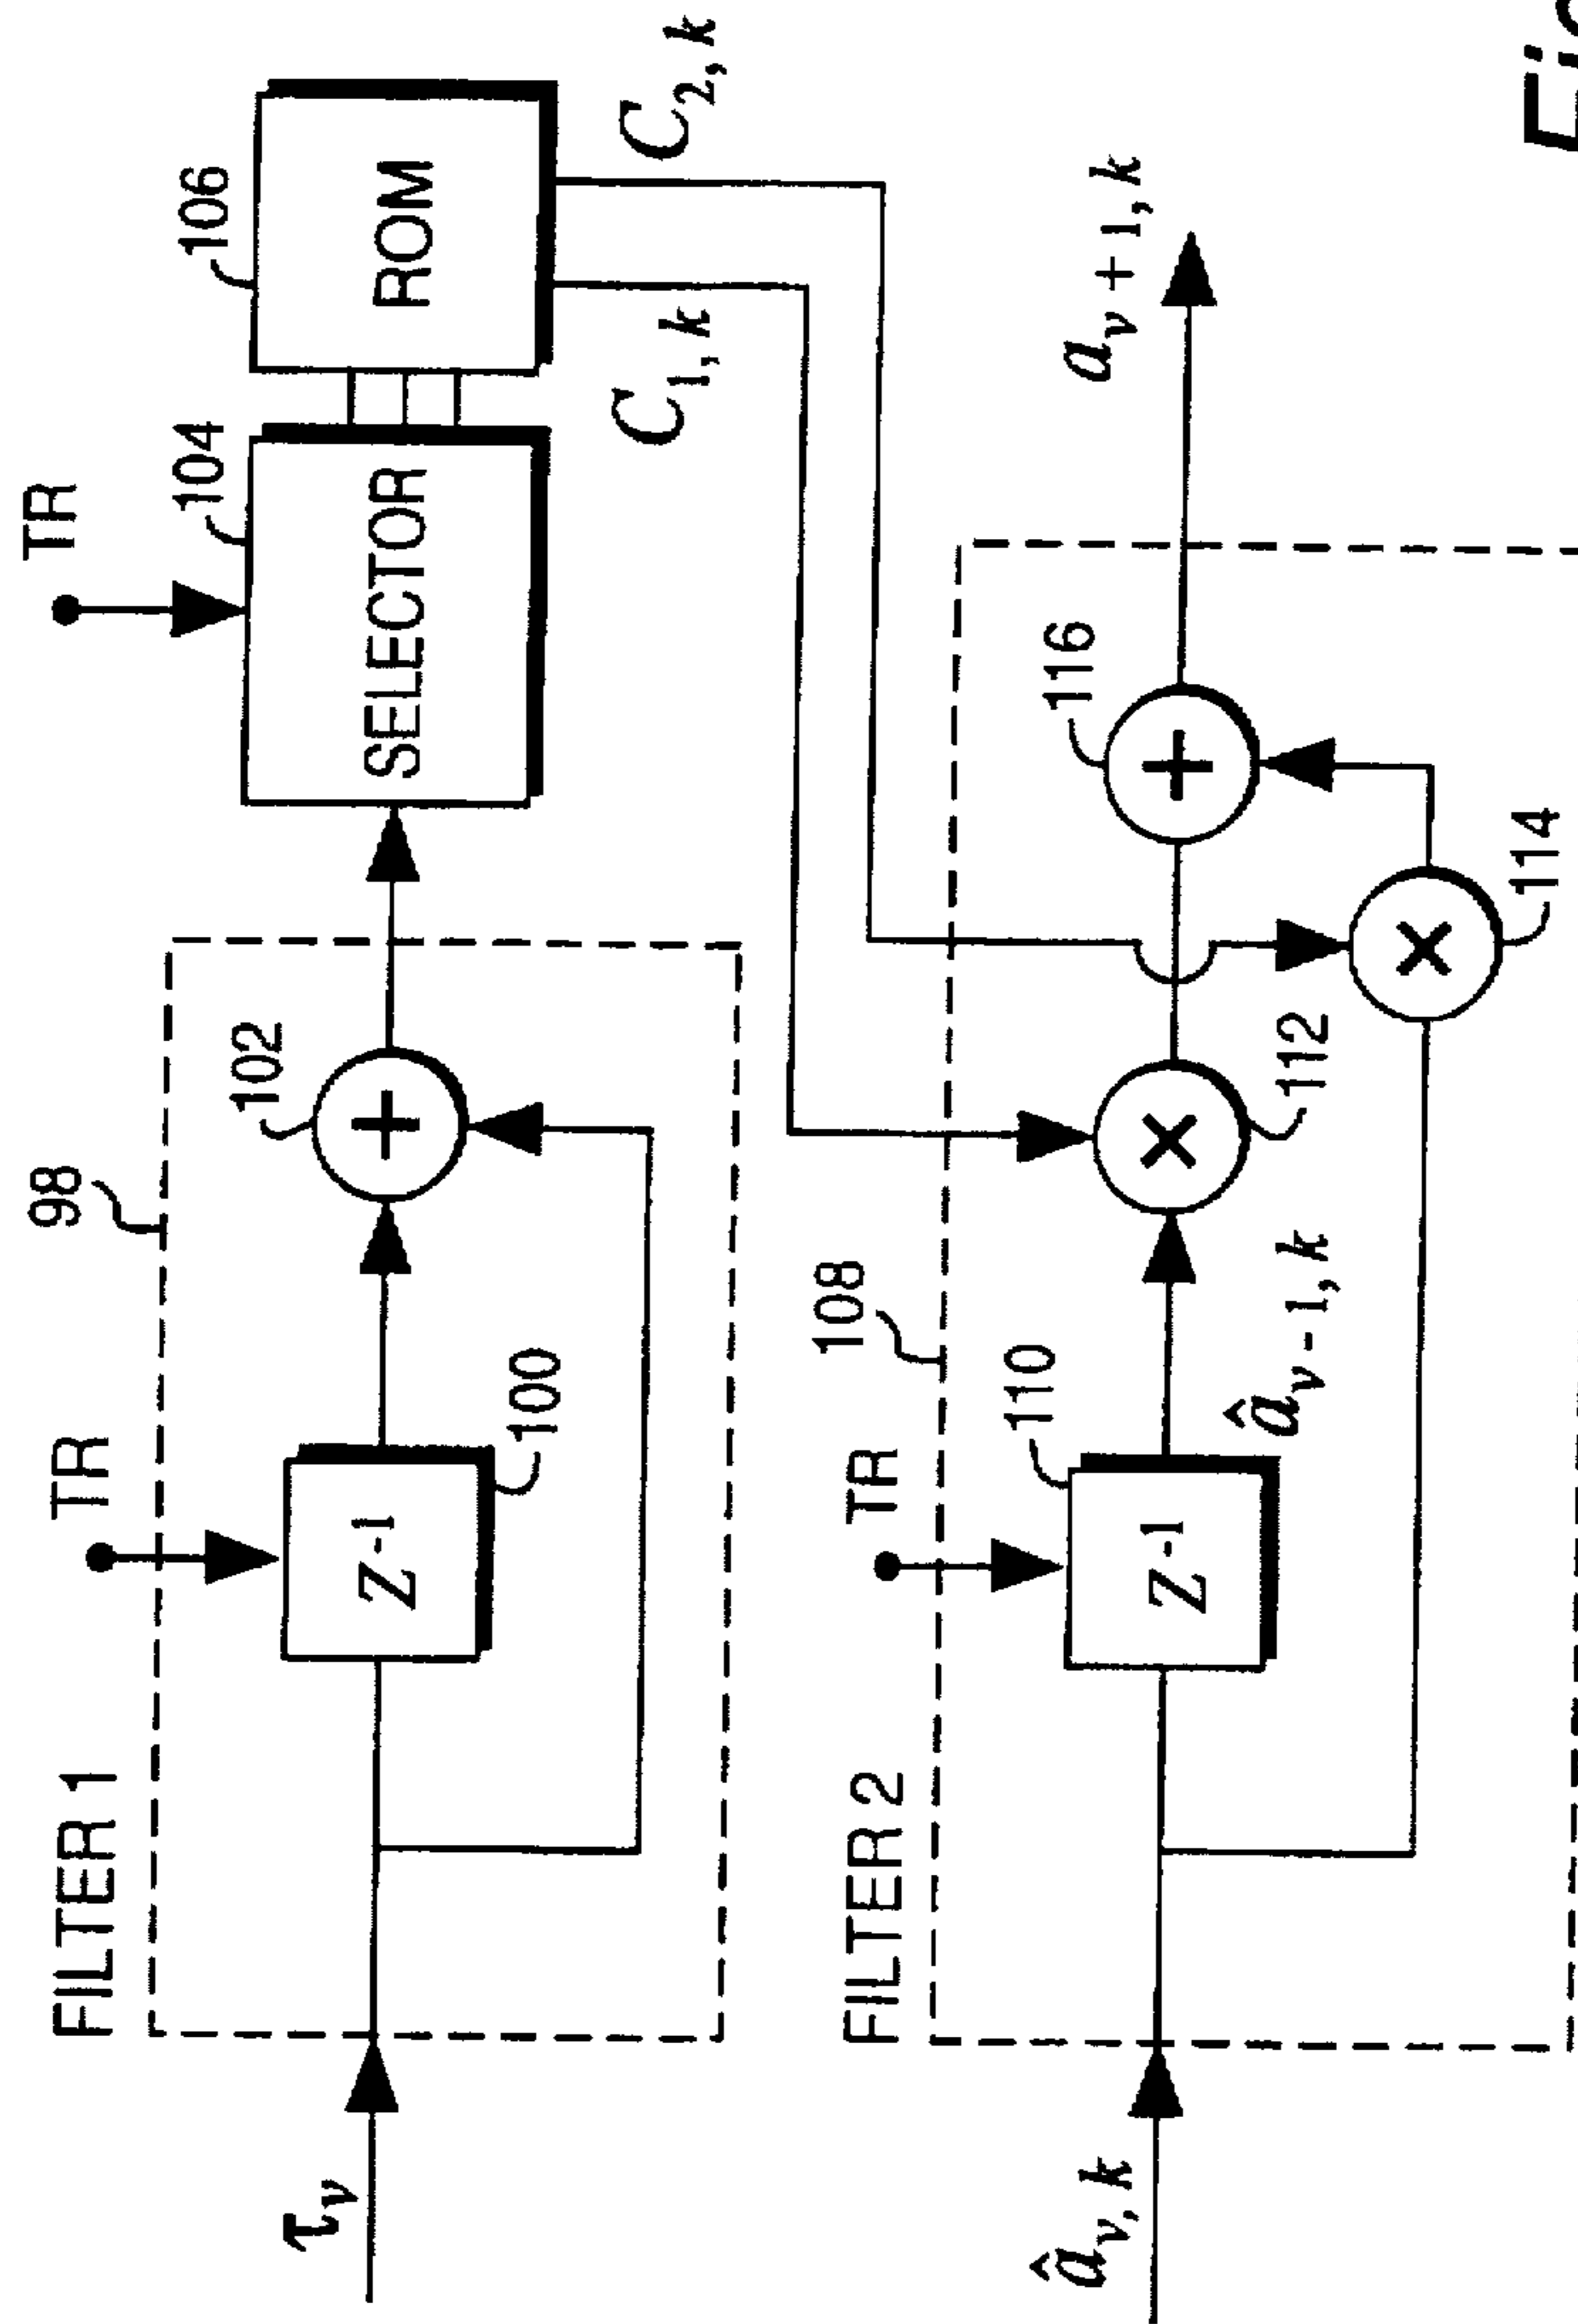 TR
104
106
SELECTOR
ROM
98
102
+
TR
Z⁻¹
100
FILTER 1
τᵥ
C₁, ₖ
C₂, ₖ
FILTER 2
108
TR
110
Z⁻¹
âᵥ, ₖ
âᵥ ₋ ₁, ₖ
×
112
×
114
+
116
aᵥ ₊ ₁, ₖ